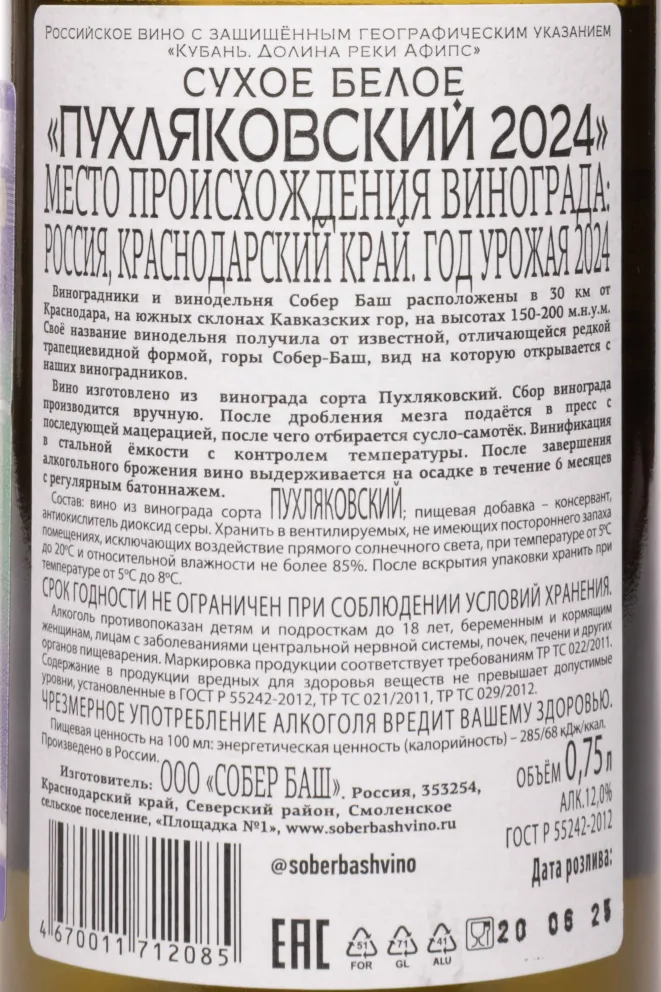 Российское вино с защищённым географическим указанием
«Кубань. Долина реки Афипс»
СУХОЕ БЕЛОЕ
«ПУХЛЯКОВСКИЙ 2024»
МЕСТО ПРОИСХОЖДЕНИЯ ВИНОГРАДА:
РОССИЯ, КРАСНОДАРСКИЙ КРАЙ. ГОД УРОЖАЯ 2024
Виноградники и винодельня Собер Баш расположены в 30 км от
Краснодара, на южных склонах Кавказских гор, на высотах 150-200 м.н.у.м.
Своё название винодельня получила от известной, отличающейся редкой
трапециевидной формой, горы Собер-Баш, вид на которую открывается с
наших виноградников.
Вино изготовлено из винограда сорта Пухляковский. Сбор винограда
производится вручную. После дробления мезга подаётся в пресс с
последующей мацерацией, после чего отбирается сусло-самотёк. Винификация
в стальной ёмкости с контролем температуры. После завершения
алкогольного брожения вино выдерживается на осадке в течение 6 месяцев
с регулярным батоннажем.
Состав: вино из винограда сорта ПУХЛЯКОВСКИЙ; пищевая добавка – консервант,
антиокислитель диоксид серы. Хранить в вентилируемых, не имеющих постороннего запаха
помещениях, исключающих воздействие прямого солнечного света, при температуре от 5°С
до 20°С и относительной влажности не более 85%. После вскрытия упаковки хранить при
температуре от 5°С до 8°С.
СРОК ГОДНОСТИ НЕ ОГРАНИЧЕН ПРИ СОБЛЮДЕНИИ УСЛОВИЙ ХРАНЕНИЯ.
Алкоголь противопоказан детям и подросткам до 18 лет, беременным и кормящим
женщинам, лицам с заболеваниями центральной нервной системы, почек, печени и других
органов пищеварения. Маркировка продукции соответствует требованиям ТР ТС 022/2011.
Содержание в продукции вредных для здоровья веществ не превышает допустимые
уровни, установленные в ГОСТ Р 55242-2012, ТР ТС 021/2011, ТР ТС 029/2012.
ЧРЕЗМЕРНОЕ УПОТРЕБЛЕНИЕ АЛКОГОЛЯ ВРЕДИТ ВАШЕМУ ЗДОРОВЬЮ.
Пищевая ценность на 100 мл: энергетическая ценность (калорийность) – 285/68 кДж/ккал.
Произведено в России.
Изготовитель: ООО «СОБЕР БАШ». Россия, 353254,
Краснодарский край, Северский район, Смоленское
сельское поселение, «Площадка №1», www.soberbashvino.ru
ОБЪЁМ 0,75 л
АЛК.12,0%
ГОСТ Р 55242-2012
@soberbashvino
Дата розлива:
20 06 25
4 670011 712085
EAC
51
FOR
71
GL
41
ALU